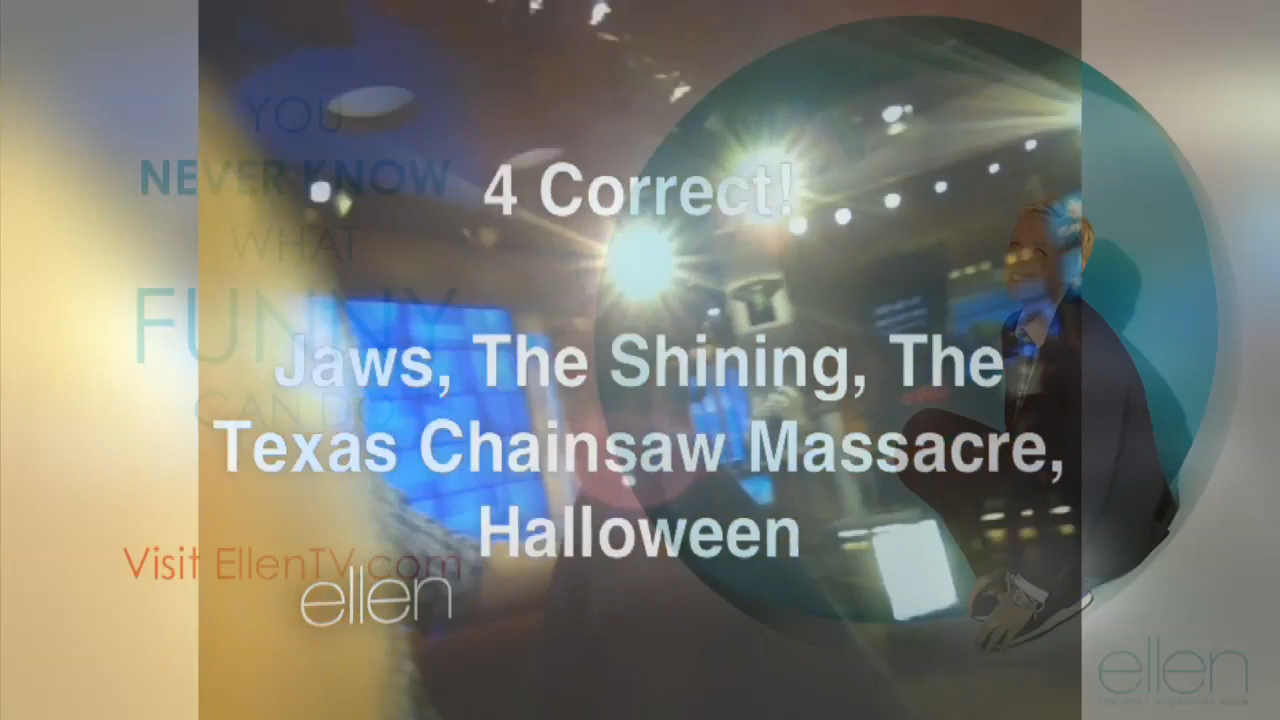 YOU
NEVER KNOW
WHAT
FUNNY
CAN DO
Visit EllenTV.com
4 Correct!
Jaws, The Shining, The
Texas Chainsaw Massacre,
Halloween
ellen
ellen